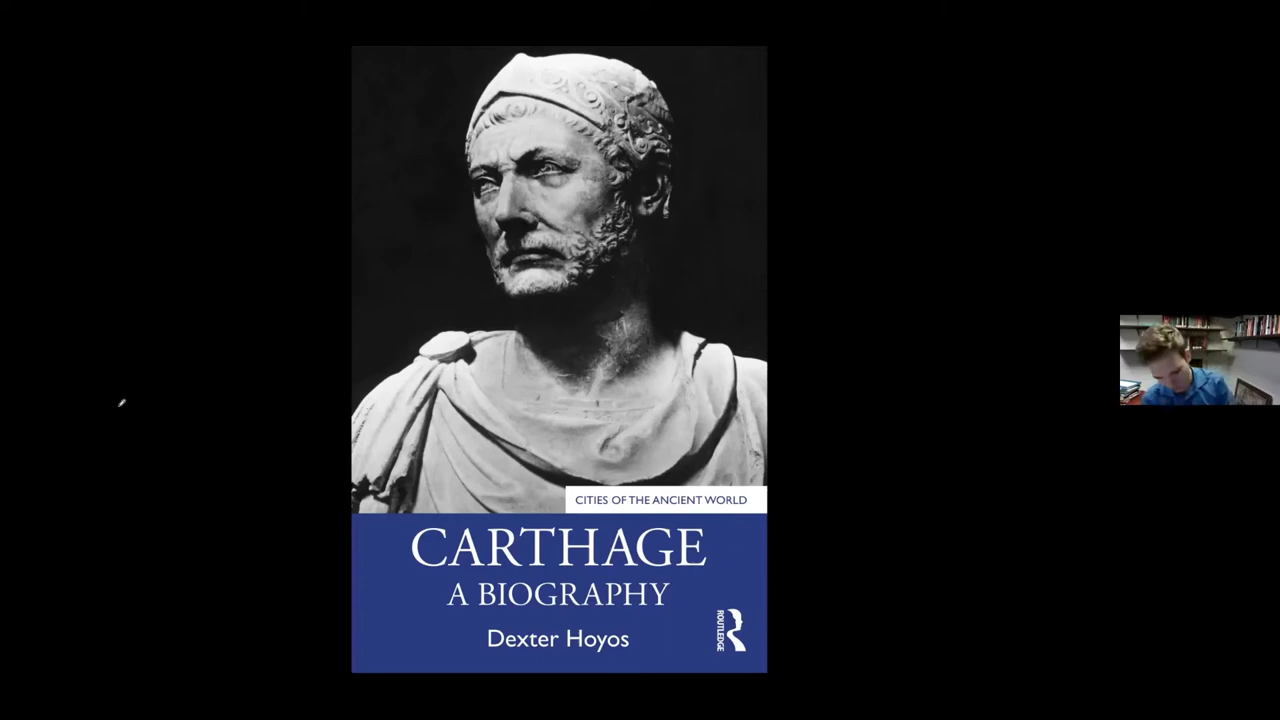 CITIES OF THE ANCIENT WORLD
CARTHAGE
A BIOGRAPHY
Dexter Hoyos
ROUTLEDGE